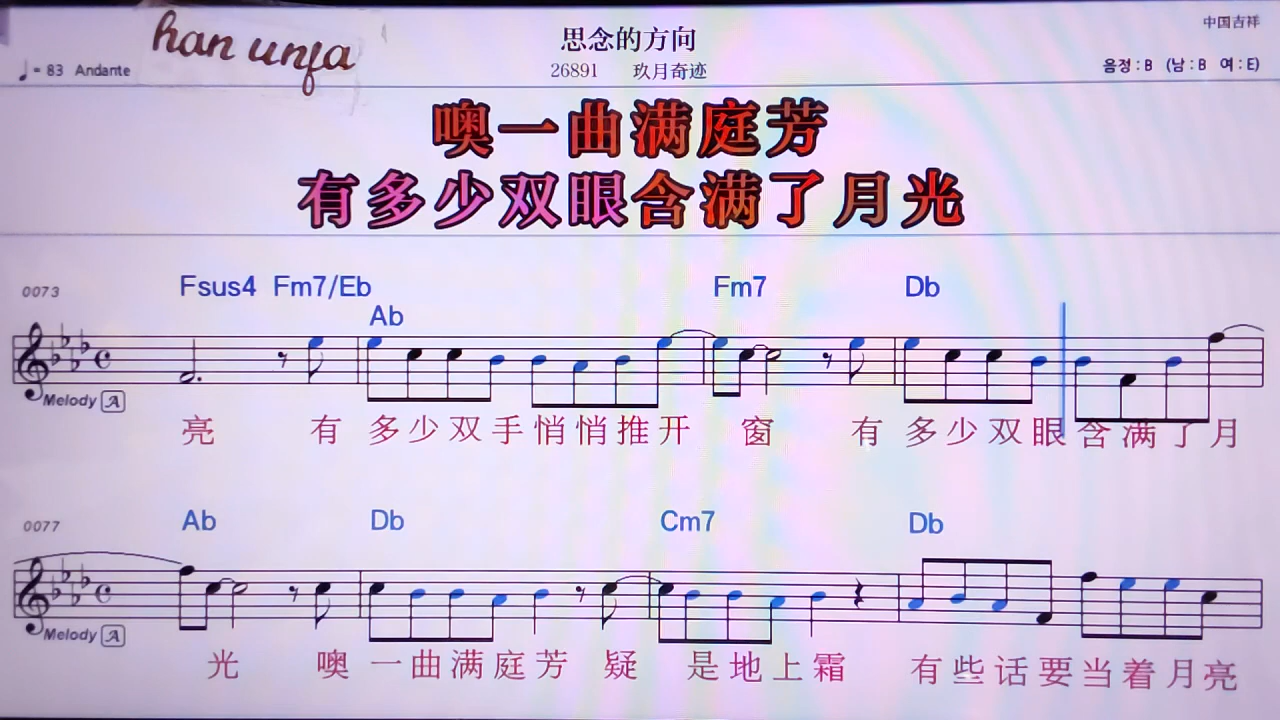 han unfa
思念的方向
中国吉祥
♩= 83 Andante
26891 玖月奇迹
음정 : B (남 : B 여 : E)
噢一曲满庭芳
有多少双眼含满了月光
0073 Fsus4 Fm7/Eb Fm7 Db
Ab
Melody A
亮 有 多少双手悄悄推开 窗 有 多少双眼含满了月
0077 Ab Db Cm7 Db
Melody A
光 噢 一曲满庭芳 疑 是地上霜 有些话要当着月亮